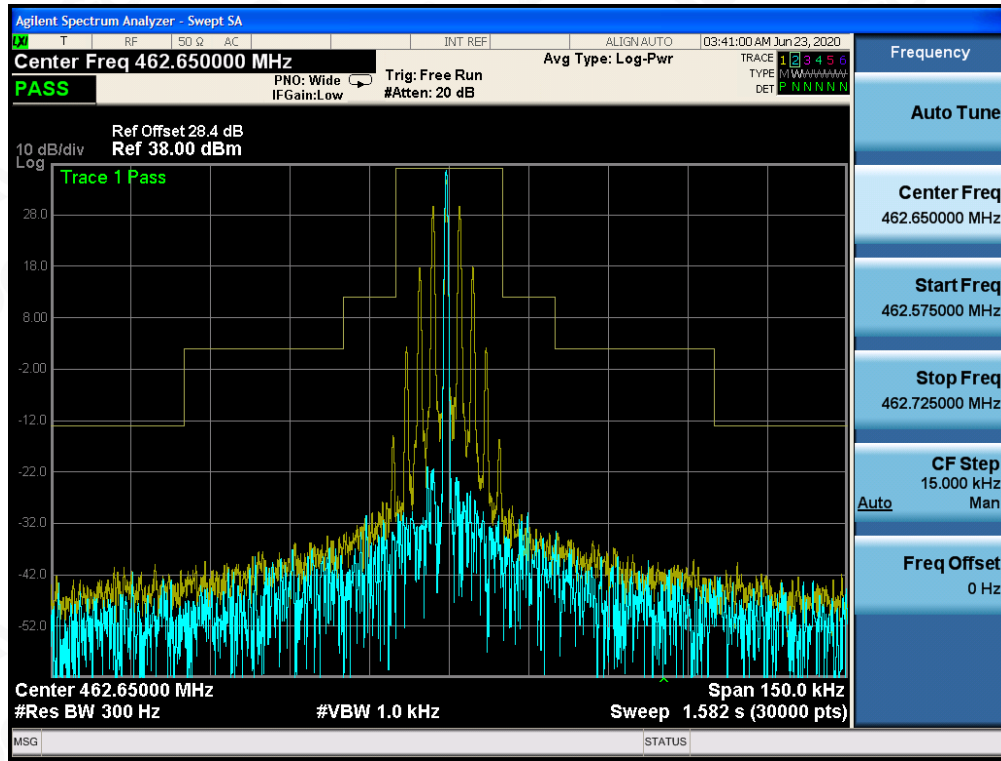 Agilent Spectrum Analyzer - Swept SA
LXI T RF 50 Ω AC INT REF ALIGN AUTO 03:41:00 AM Jun 23, 2020
Center Freq 462.650000 MHz
PASS
PNO: Wide
IFGain:Low
Trig: Free Run
#Atten: 20 dB
Avg Type: Log-Pwr
TRACE 1 2 3 4 5 6
TYPE M W W W W W
DET P N N N N N
Ref Offset 28.4 dB
10 dB/div Ref 38.00 dBm
Log
Trace 1 Pass
28.0
18.0
8.00
-2.00
-12.0
-22.0
-32.0
-42.0
-52.0
Center 462.65000 MHz Span 150.0 kHz
#Res BW 300 Hz #VBW 1.0 kHz Sweep 1.582 s (30000 pts)
MSG STATUS
Frequency
Auto Tune
Center Freq
462.650000 MHz
Start Freq
462.575000 MHz
Stop Freq
462.725000 MHz
CF Step
15.000 kHz
Auto Man
Freq Offset
0 Hz